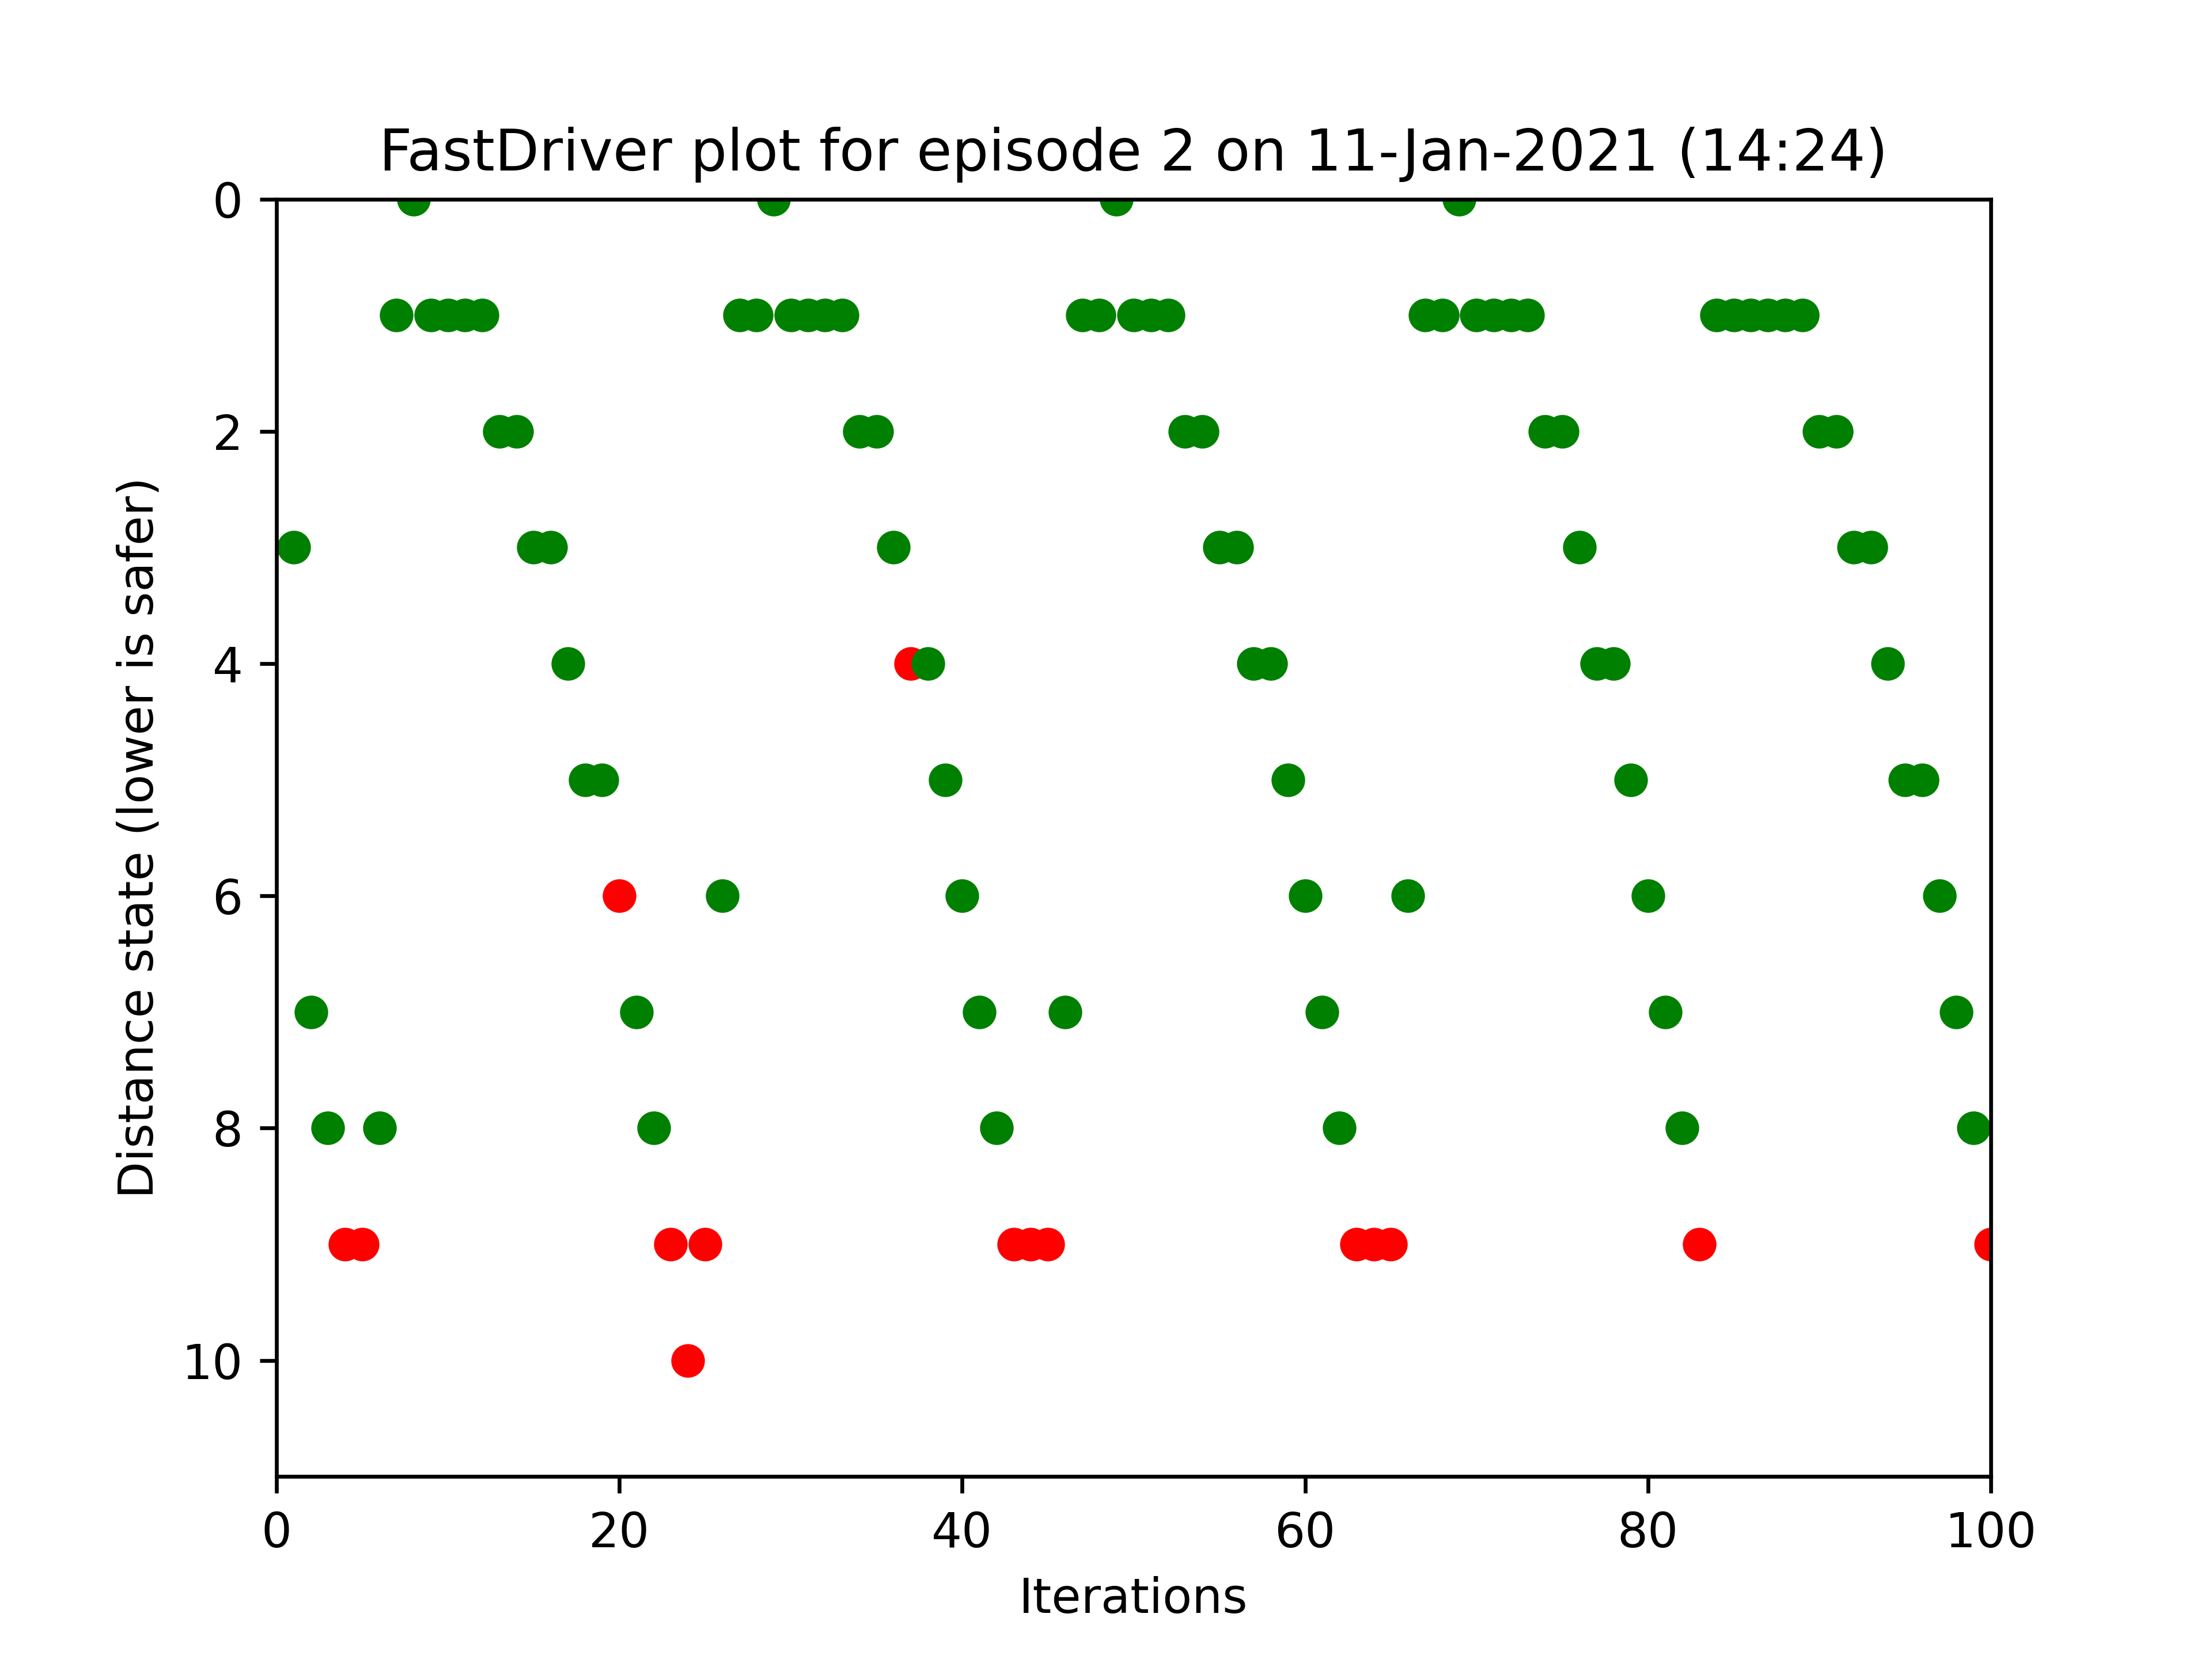 FastDriver plot for episode 2 on 11-Jan-2021 (14:24)
0
2
4
6
8
10
Distance state (lower is safer)
0 20 40 60 80 100
Iterations